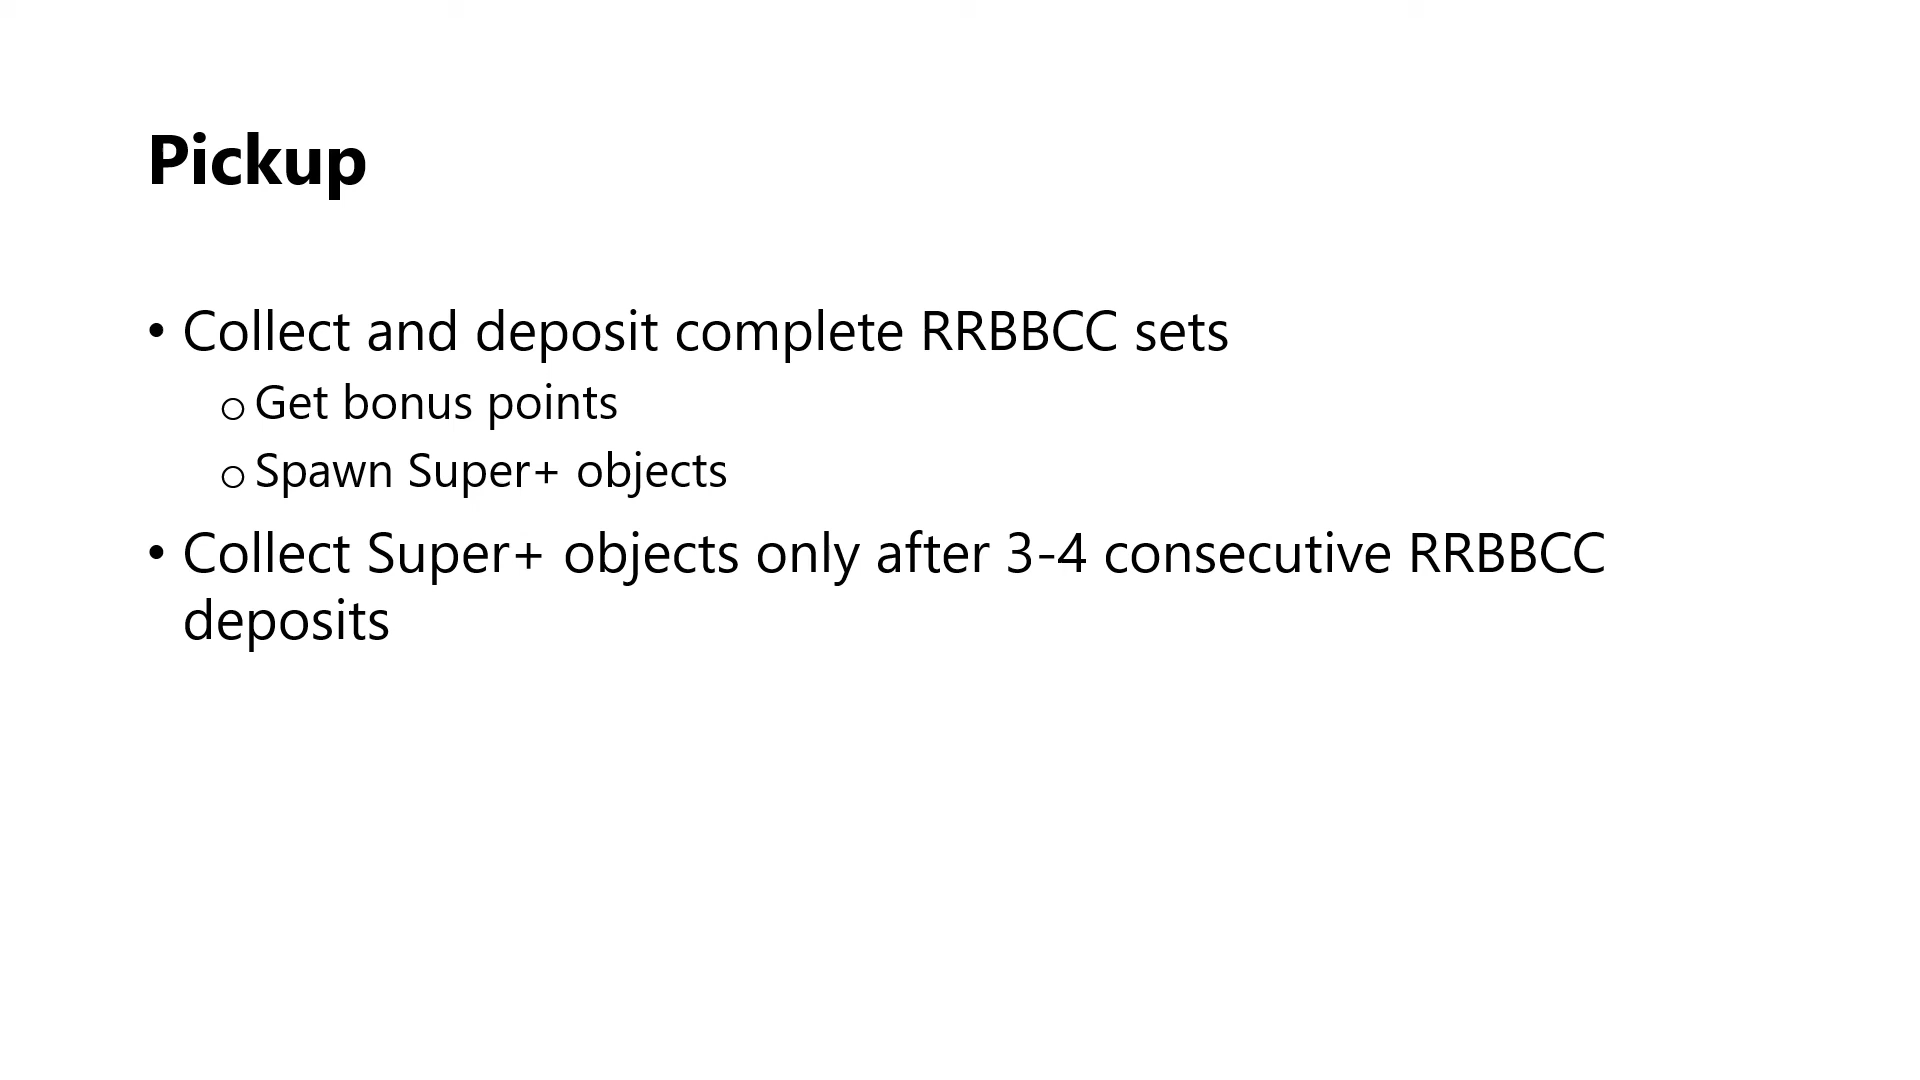 Pickup
• Collect and deposit complete RRBBCC sets
o Get bonus points
o Spawn Super+ objects
• Collect Super+ objects only after 3-4 consecutive RRBBCC
deposits